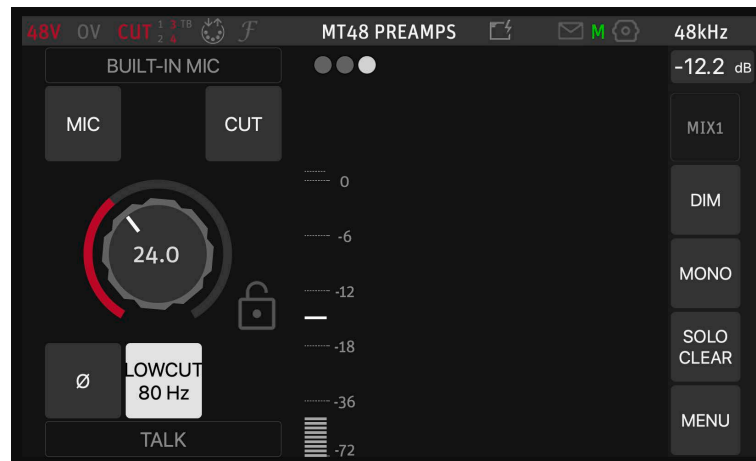 48V OV CUT 1 2 3 4 TB ℱ MT48 PREAMPS M 48kHz
BUILT-IN MIC
-12.2 dB
MIC CUT
MIX1
0
DIM
-6
24.0
MONO
-12
SOLO
CLEAR
-18
Ø
LOWCUT
80 Hz
-36
MENU
TALK
-72